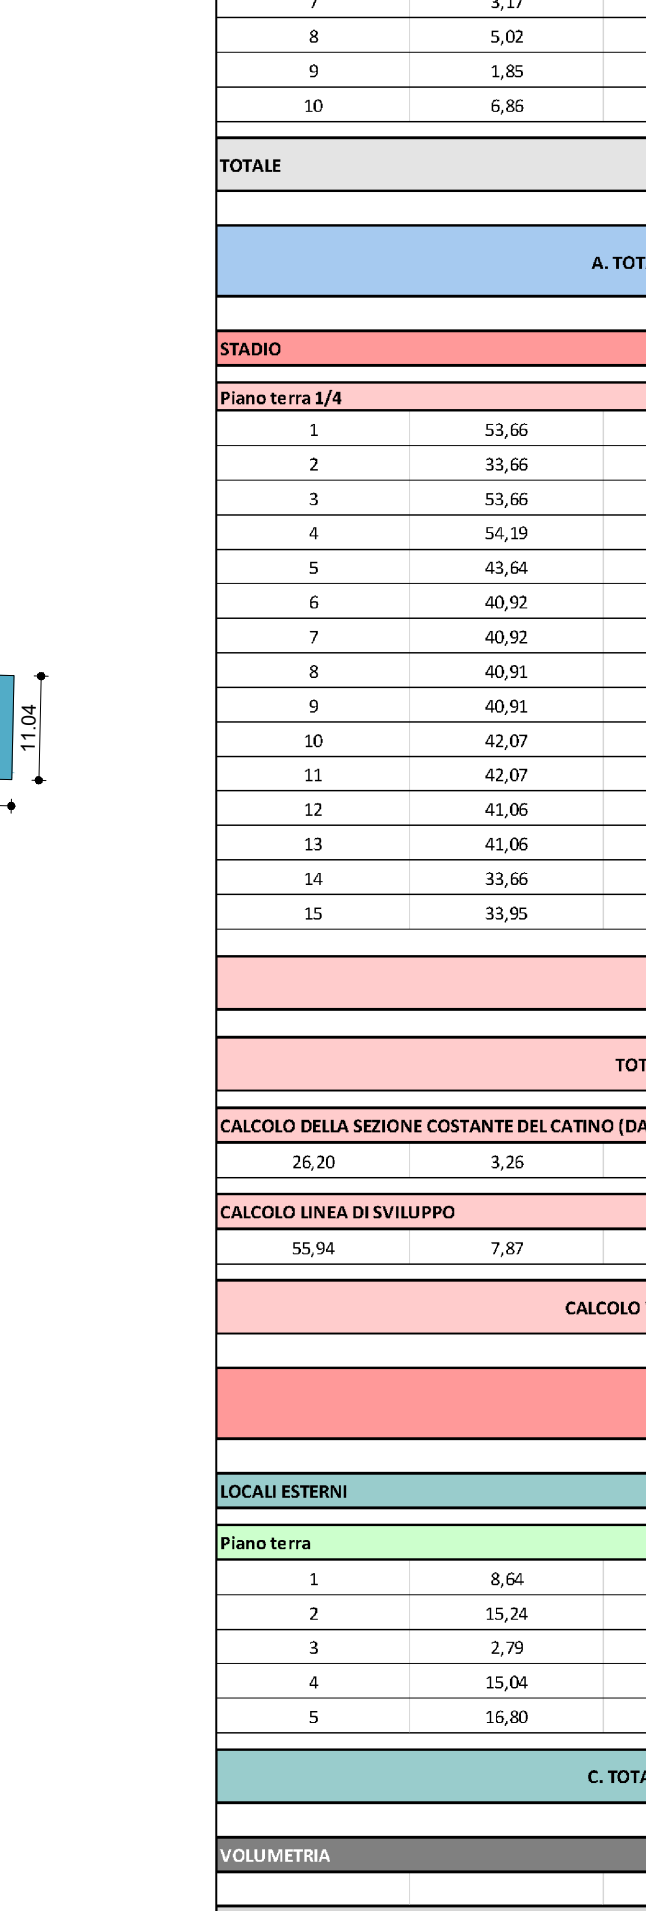 7 3,17
8 5,02
9 1,85
10 6,86
TOTALE
A. TOT
STADIO
Piano terra 1/4
1 53,66
2 33,66
3 53,66
4 54,19
5 43,64
6 40,92
7 40,92
8 40,91
9 40,91
10 42,07
11 42,07
12 41,06
13 41,06
14 33,66
15 33,95
11.04
TOT
CALCOLO DELLA SEZIONE COSTANTE DEL CATINO (DA
26,20 3,26
CALCOLO LINEA DI SVILUPPO
55,94 7,87
CALCOLO
LOCALI ESTERNI
Piano terra
1 8,64
2 15,24
3 2,79
4 15,04
5 16,80
C. TOTA
VOLUMETRIA